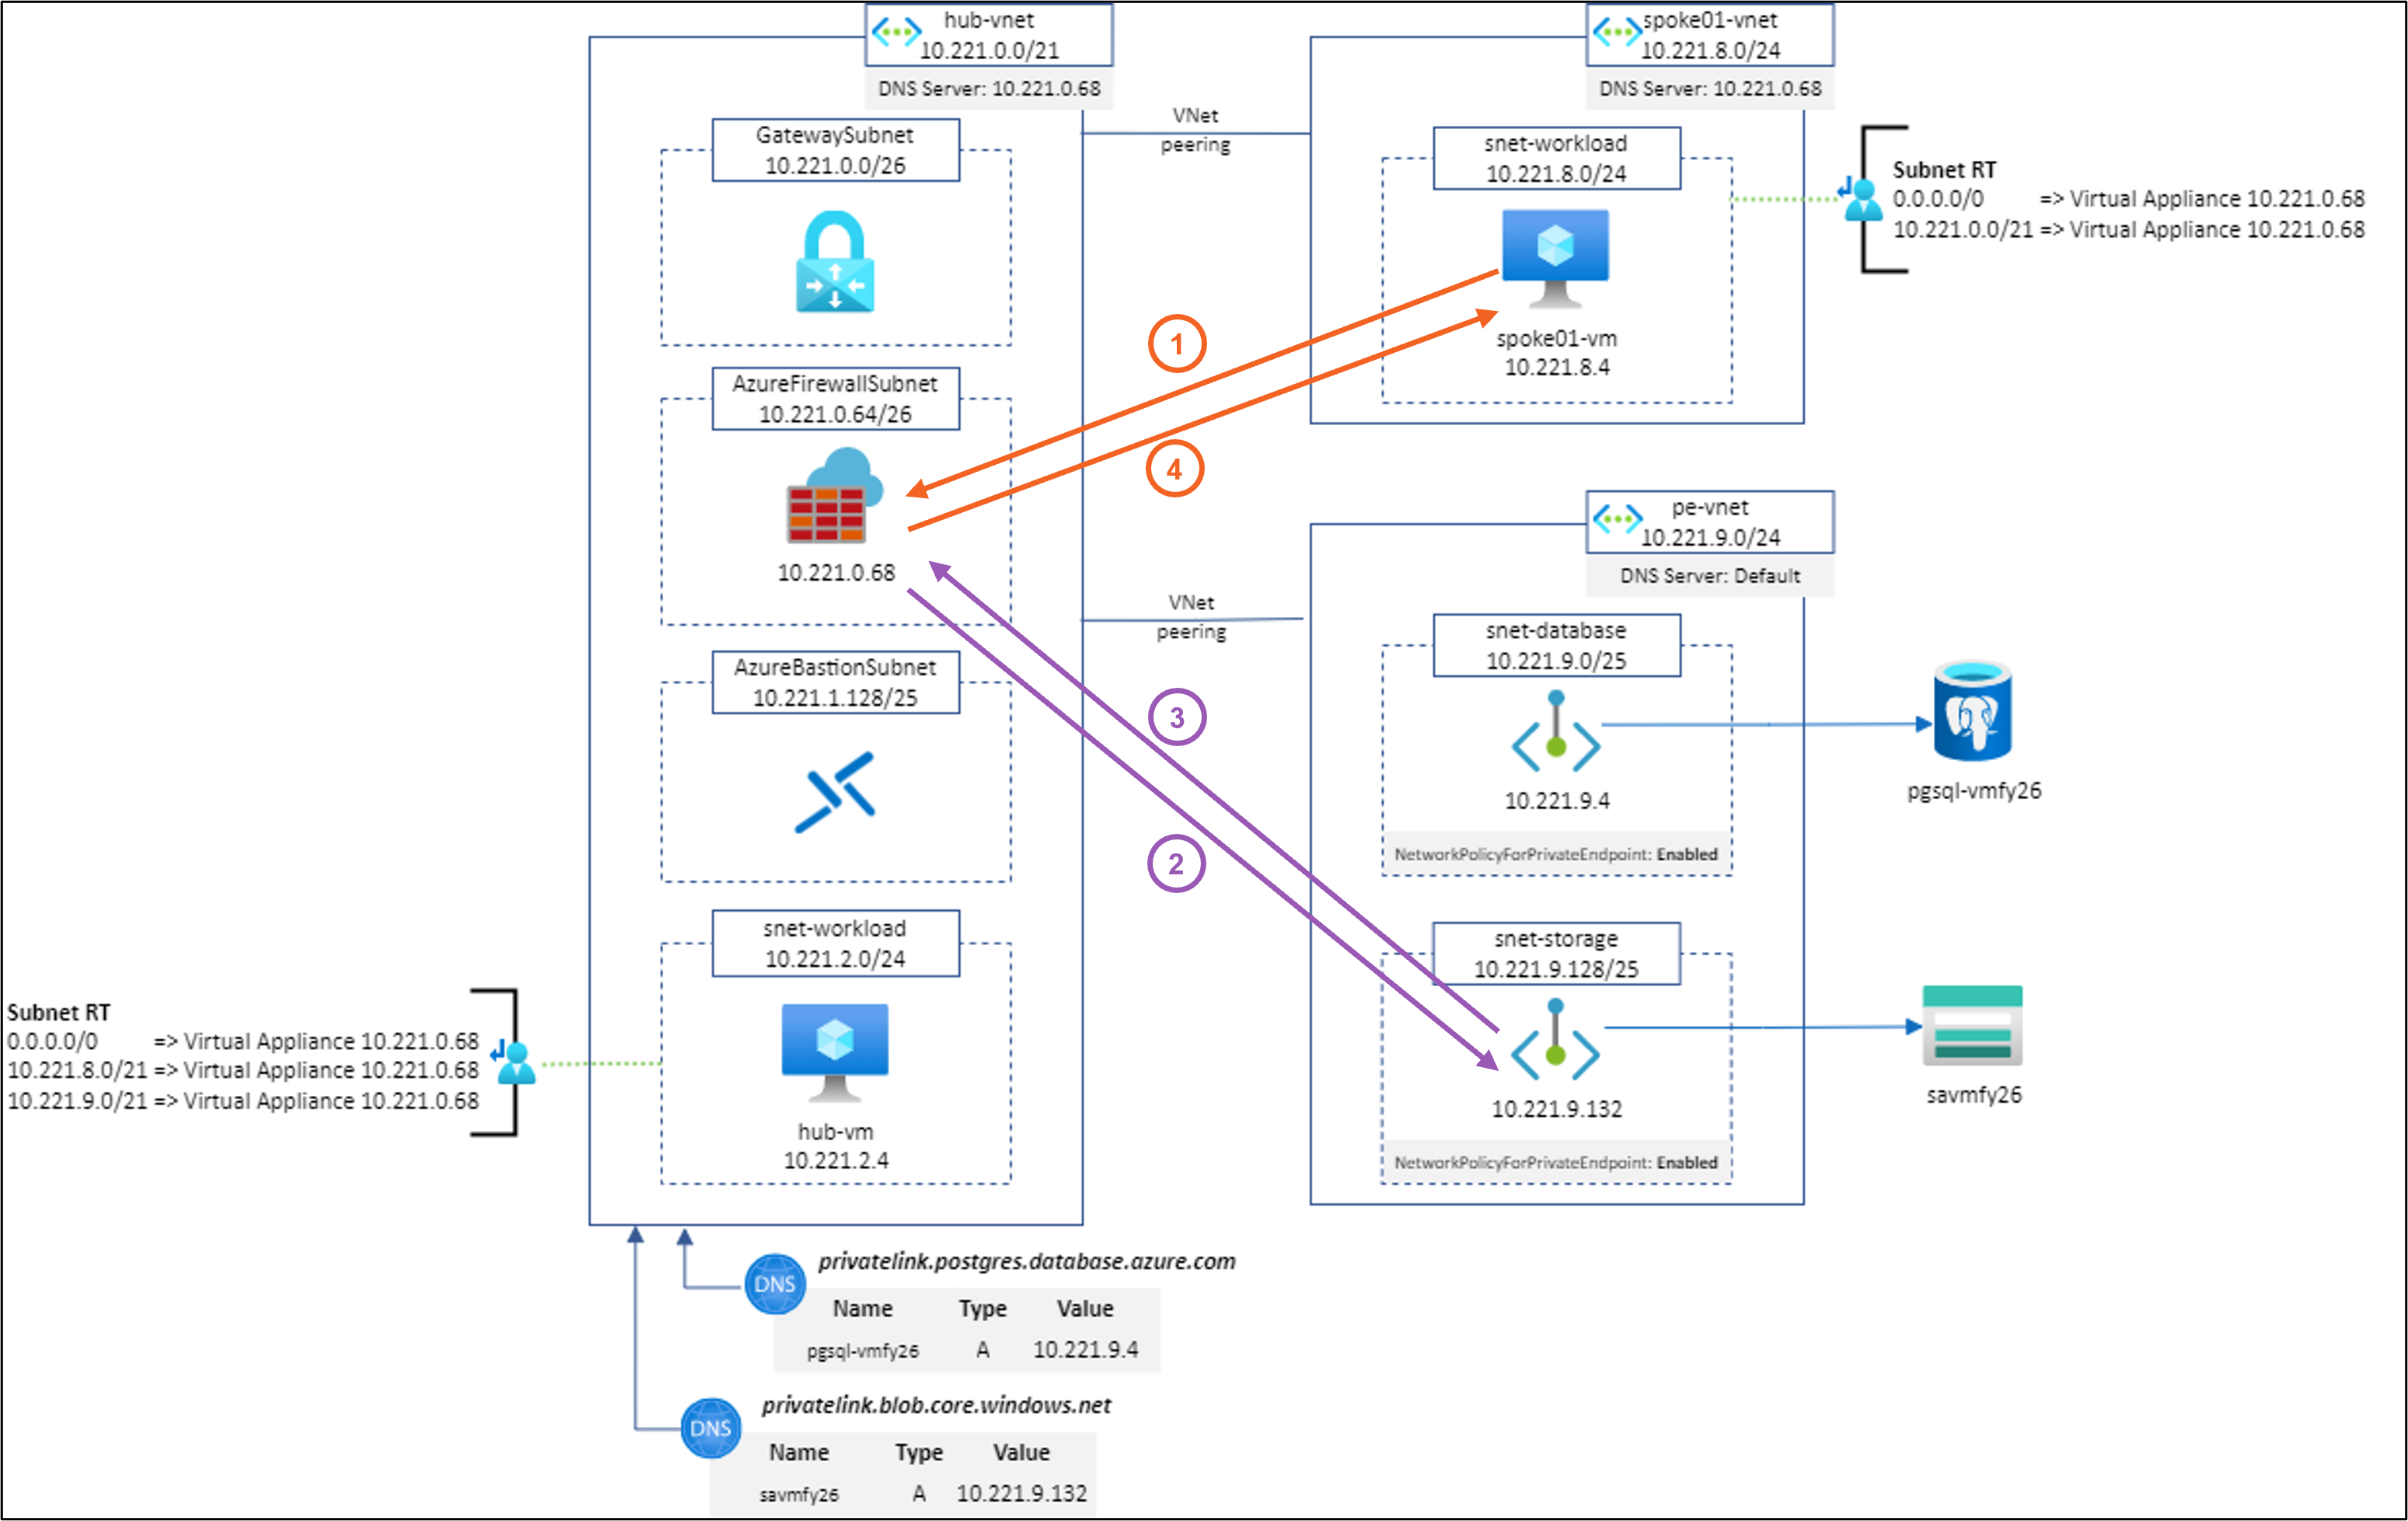 hub-vnet
10.221.0.0/21
DNS Server: 10.221.0.68
spoke01-vnet
10.221.8.0/24
DNS Server: 10.221.0.68
VNet
peering
GatewaySubnet
10.221.0.0/26
snet-workload
10.221.8.0/24
Subnet RT
0.0.0.0/0 => Virtual Appliance 10.221.0.68
10.221.0.0/21 => Virtual Appliance 10.221.0.68
spoke01-vm
10.221.8.4
1
4
AzureFirewallSubnet
10.221.0.64/26
10.221.0.68
pe-vnet
10.221.9.0/24
DNS Server: Default
VNet
peering
snet-database
10.221.9.0/25
10.221.9.4
NetworkPolicyForPrivateEndpoint: Enabled
pgsql-vmfy26
AzureBastionSubnet
10.221.1.128/25
3
2
snet-storage
10.221.9.128/25
10.221.9.132
NetworkPolicyForPrivateEndpoint: Enabled
savmfy26
snet-workload
10.221.2.0/24
hub-vm
10.221.2.4
Subnet RT
0.0.0.0/0 => Virtual Appliance 10.221.0.68
10.221.8.0/21 => Virtual Appliance 10.221.0.68
10.221.9.0/21 => Virtual Appliance 10.221.0.68
DNS
privatelink.postgres.database.azure.com
Name Type Value
pgsql-vmfy26 A 10.221.9.4
DNS
privatelink.blob.core.windows.net
Name Type Value
savmfy26 A 10.221.9.132